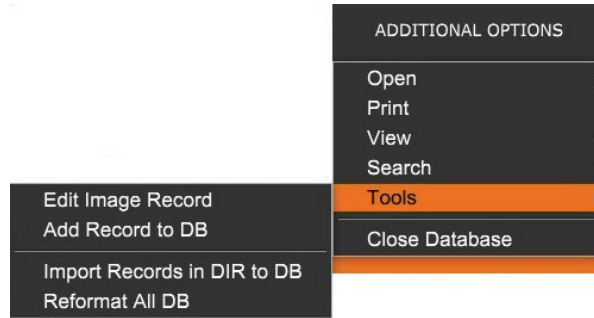 ADDITIONAL OPTIONS
Open
Print
View
Search
Tools
Close Database
Edit Image Record
Add Record to DB
Import Records in DIR to DB
Reformat All DB